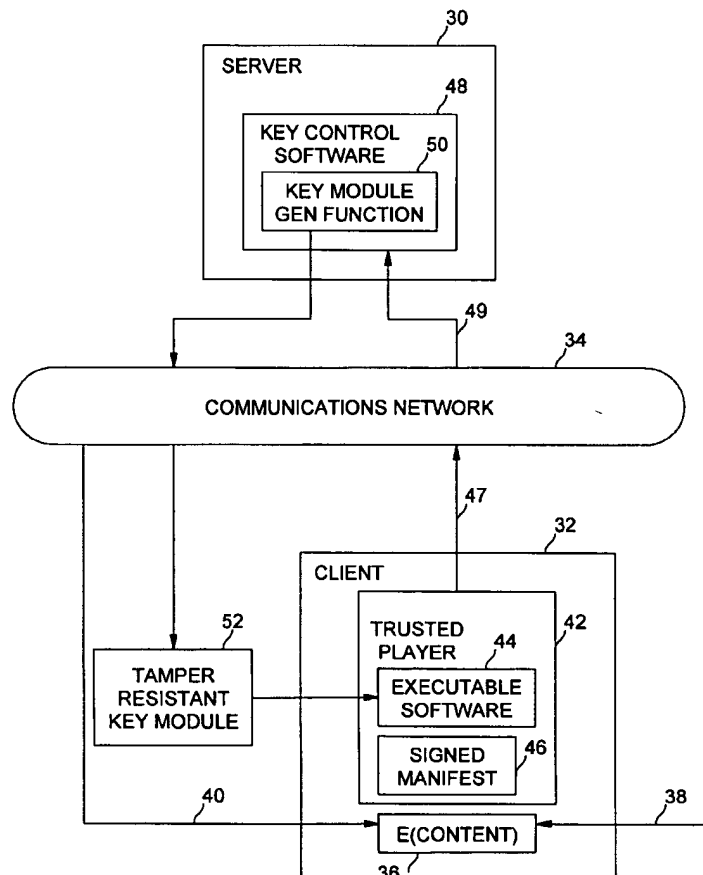 30
SERVER
48
KEY CONTROL
SOFTWARE
50
KEY MODULE
GEN FUNCTION
49
34
COMMUNICATIONS NETWORK
47
32
CLIENT
52
42
TRUSTED
PLAYER
44
TAMPER
RESISTANT
KEY MODULE
EXECUTABLE
SOFTWARE
SIGNED
MANIFEST
46
40
E(CONTENT)
38
36